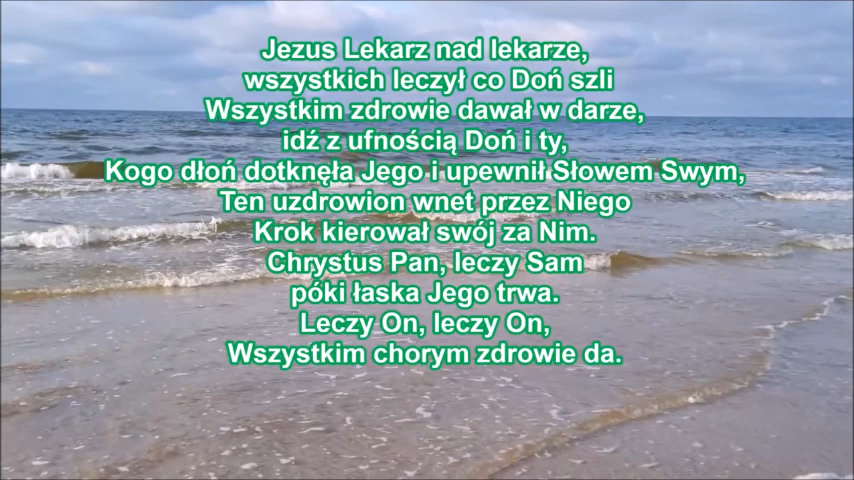 Jezus Lekarz nad lekarze,
wszystkich leczył co Doń szli
Wszystkim zdrowie dawał w darze,
idź z ufnością Doń i ty,
Kogo dłoń dotknęła Jego i upewnił Słowem Swym,
Ten uzdrowion wnet przez Niego
Krok kierował swój za Nim.
Chrystus Pan, leczy Sam
póki łaska Jego trwa.
Leczy On, leczy On,
Wszystkim chorym zdrowie da.